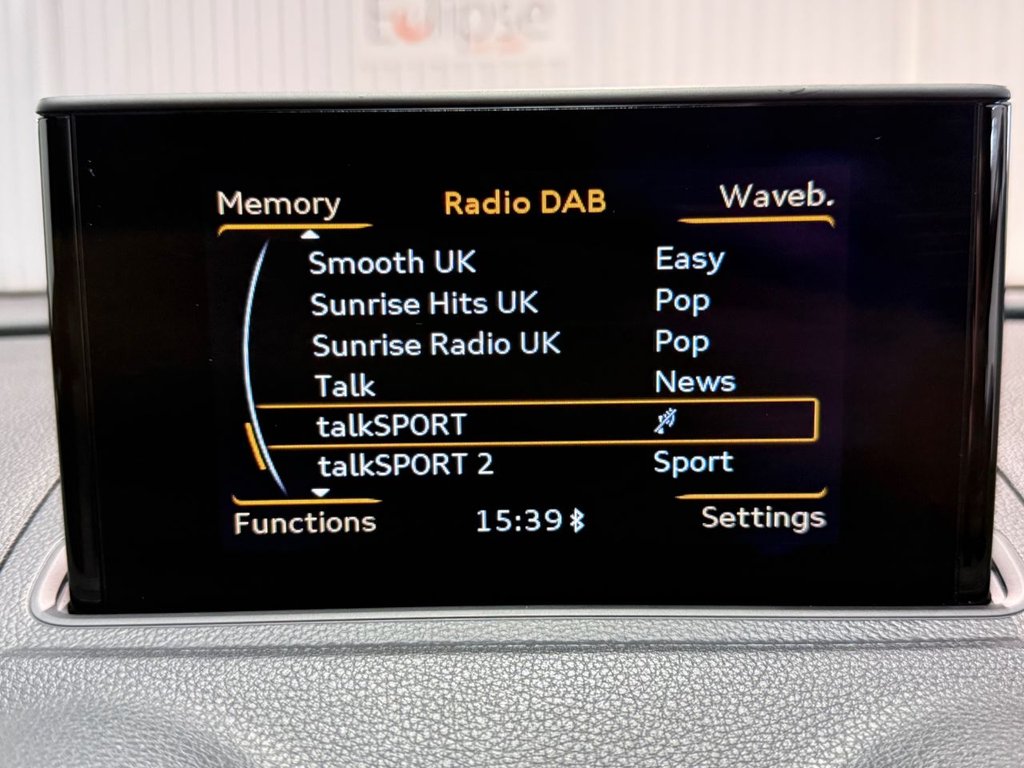 Eclipse
Memory Radio DAB Waveb.
Smooth UK Easy
Sunrise Hits UK Pop
Sunrise Radio UK Pop
Talk News
talkSPORT
talkSPORT 2 Sport
Functions 15:39 Settings